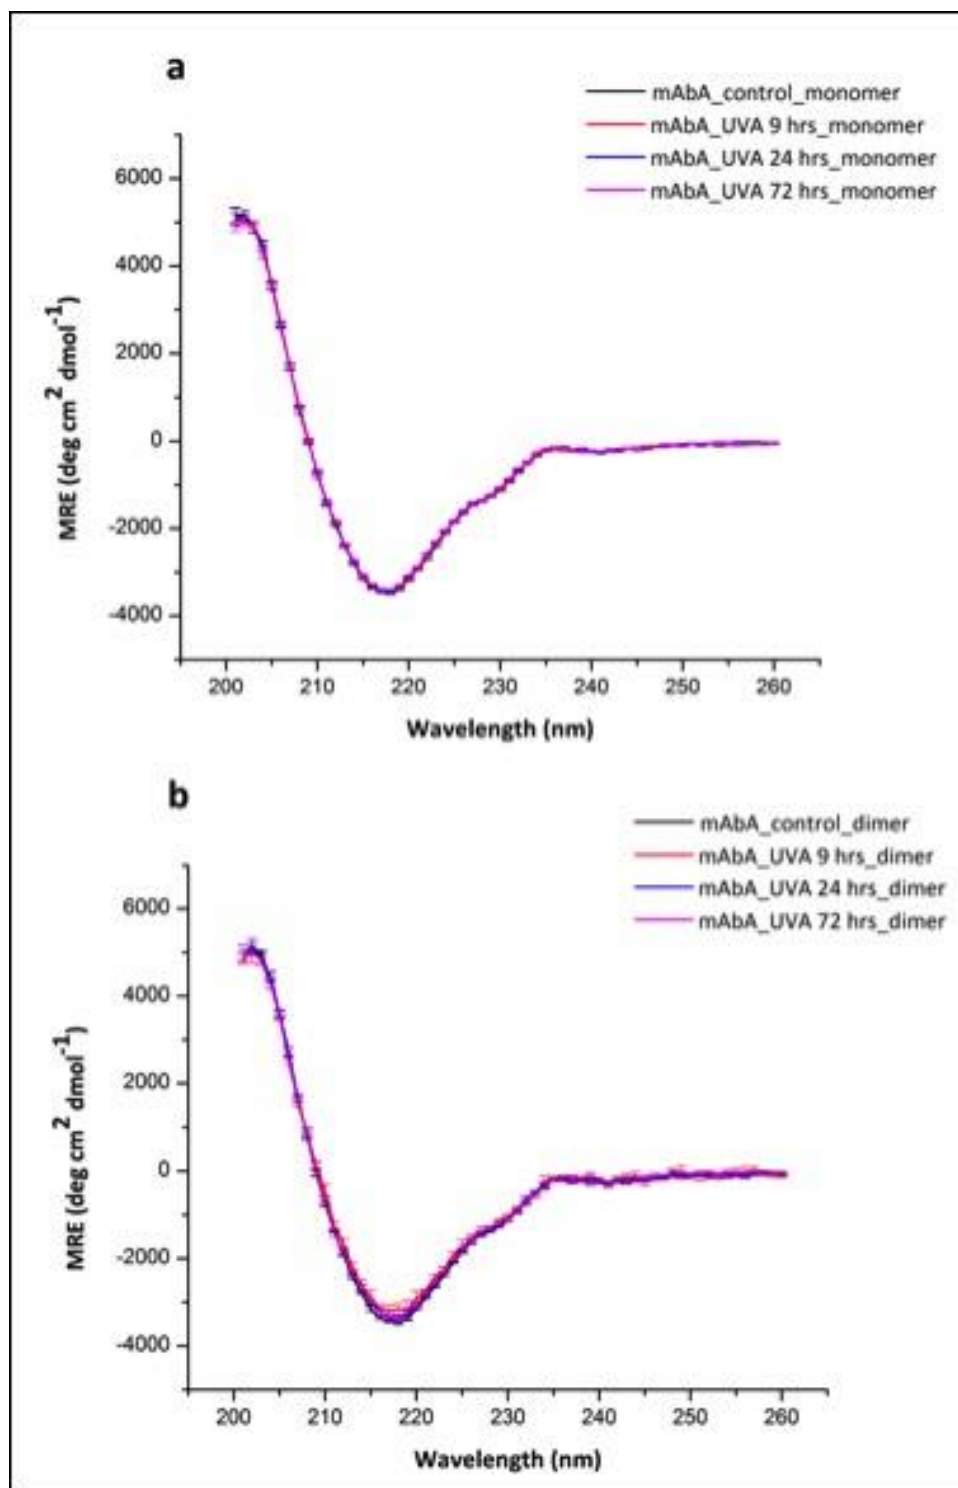 a
mAbA_control_monomer
mAbA_UVA 9 hrs_monomer
mAbA_UVA 24 hrs_monomer
mAbA_UVA 72 hrs_monomer
6000
4000
2000
0
-2000
-4000
MRE (deg cm² dmol⁻¹)
200 210 220 230 240 250 260
Wavelength (nm)
b
mAbA_control_dimer
mAbA_UVA 9 hrs_dimer
mAbA_UVA 24 hrs_dimer
mAbA_UVA 72 hrs_dimer
6000
4000
2000
0
-2000
-4000
MRE (deg cm² dmol⁻¹)
200 210 220 230 240 250 260
Wavelength (nm)